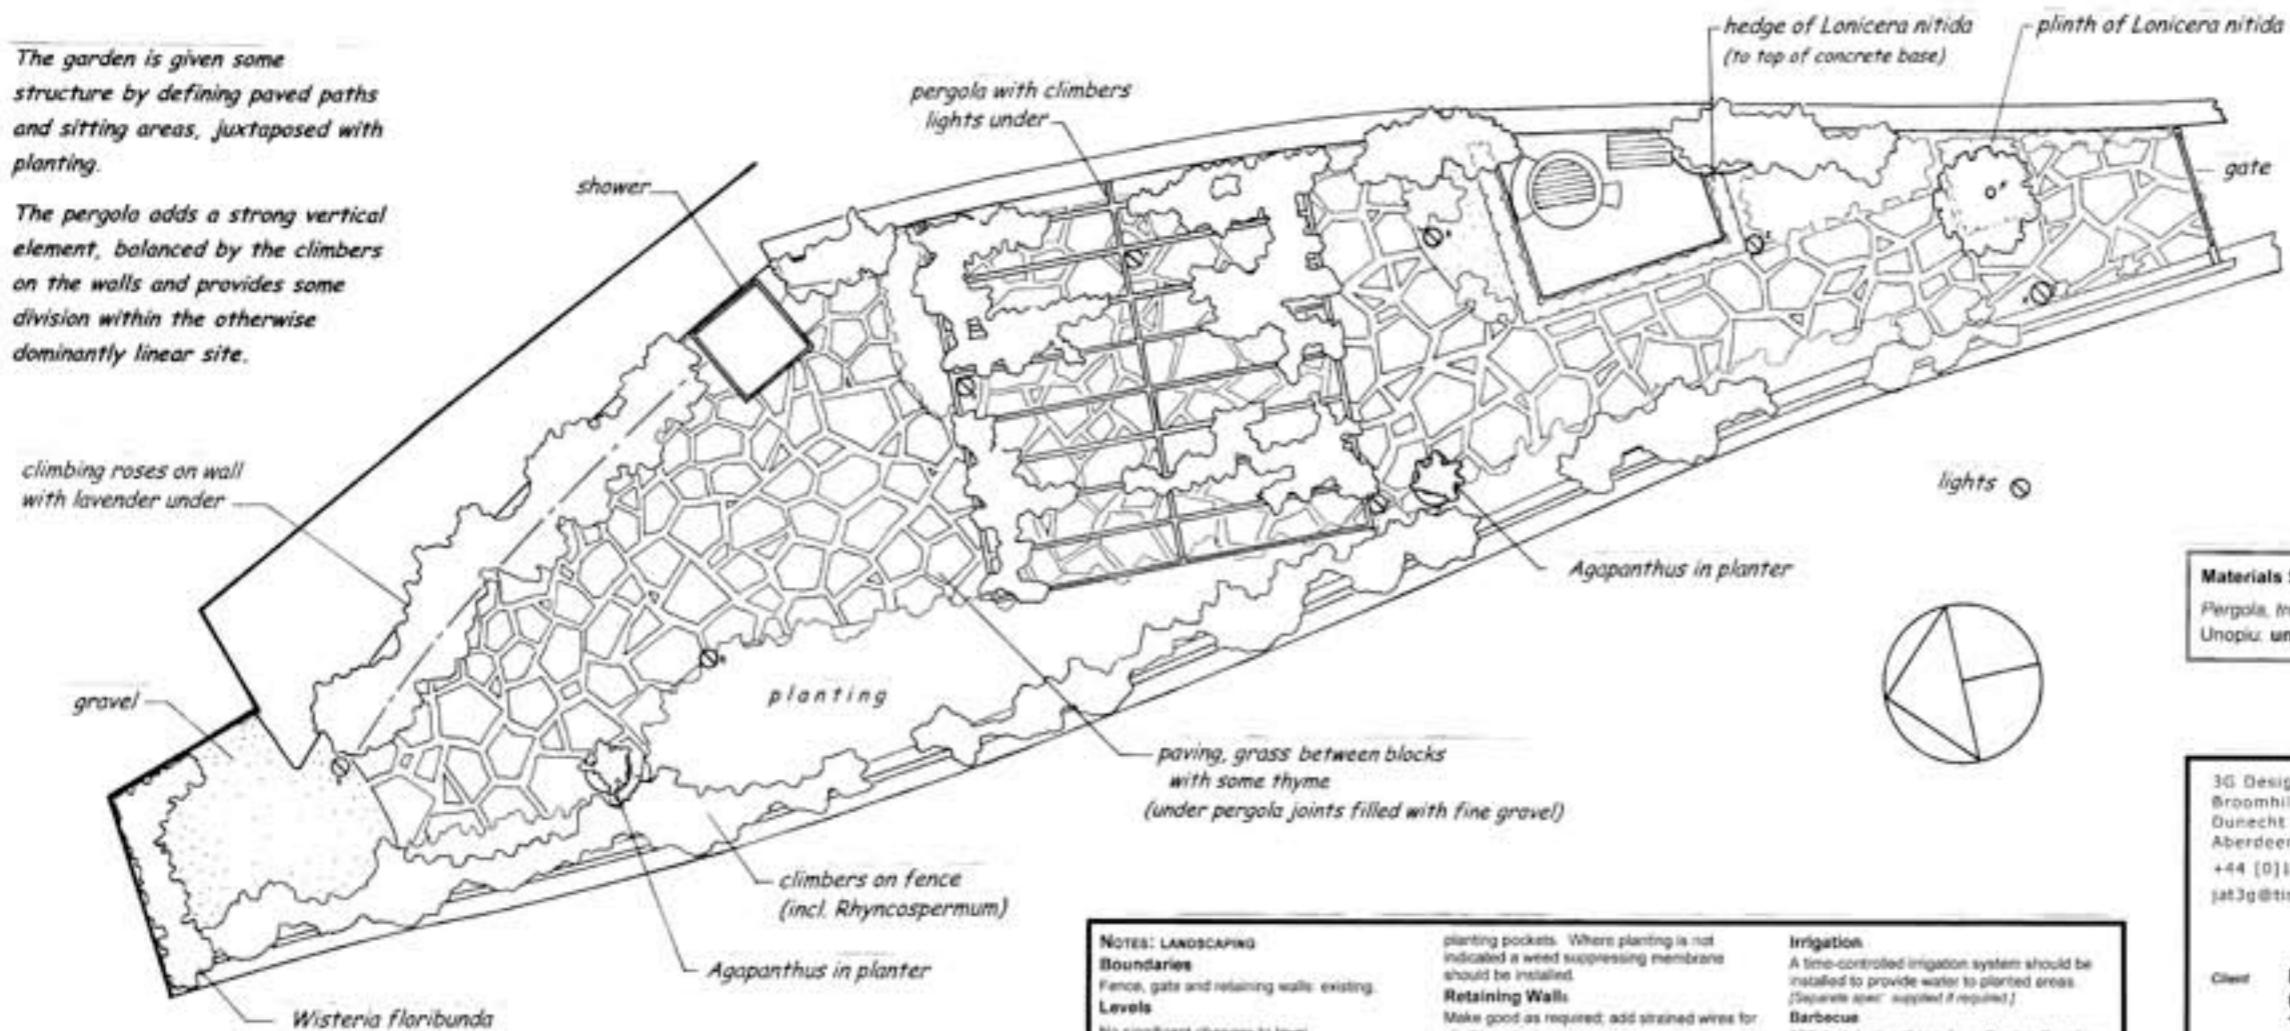 The garden is given some
structure by defining paved paths
and sitting areas, juxtaposed with
planting.
The pergola adds a strong vertical
element, balanced by the climbers
on the walls and provides some
division within the otherwise
dominantly linear site.
pergola with climbers
lights under
hedge of Lonicera nitida
(to top of concrete base)
plinth of Lonicera nitida
shower
gate
climbing roses on wall
with lavender under
lights
Agapanthus in planter
gravel
planting
paving, grass between blocks
with some thyme
(under pergola joints filled with fine gravel)
climbers on fence
(incl. Rhyncospermum)
Agapanthus in planter
Wisteria floribunda
Materials
Pergola,
Unopiu:
3G Desig
Broomhil
Dunecht
Aberdeen
+44 [0]1
jat3g@ti
Client
NOTES: LANDSCAPING
Boundaries
Fence, gate and retaining walls: existing.
Levels
planting pockets. Where planting is not
indicated a weed suppressing membrane
should be installed.
Retaining Walls
Make good as required; add strained wires for
Irrigation
A time-controlled irrigation system should be
installed to provide water to planted areas.
[Separate spec. supplied if required.]
Barbecue